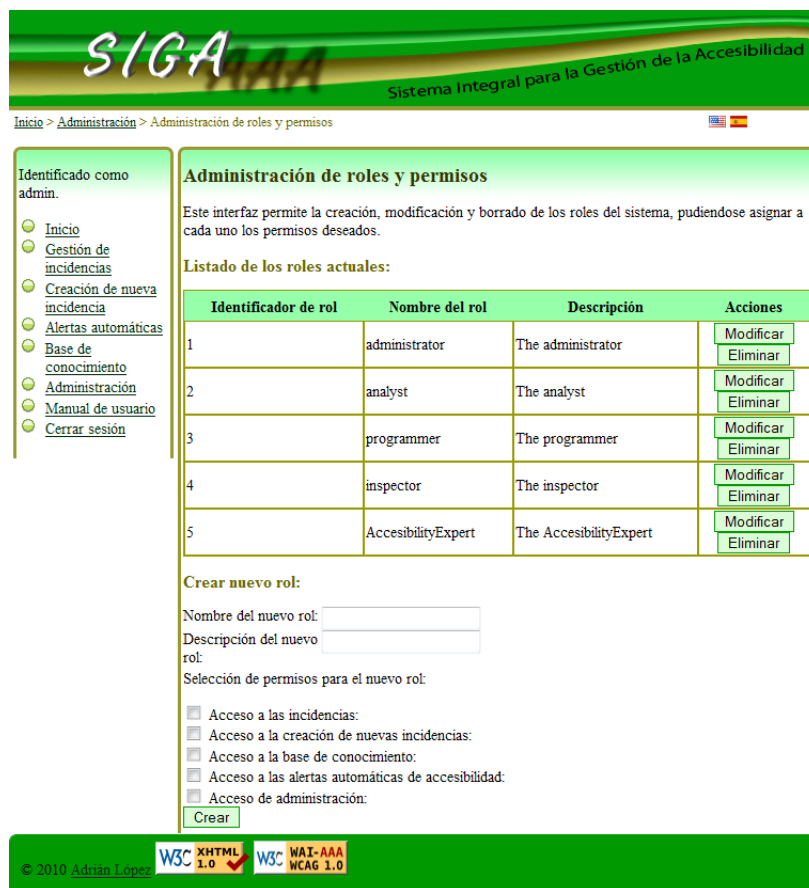 SIGA
AAA
Sistema Integral para la Gestión de la Accesibilidad
Inicio > Administración > Administración de roles y permisos
Identificado como
admin.
Inicio
Gestión de
incidencias
Creación de nueva
incidencia
Alertas automáticas
Base de
conocimiento
Administración
Manual de usuario
Cerrar sesión
Administración de roles y permisos
Este interfaz permite la creación, modificación y borrado de los roles del sistema, pudiendose asignar a
cada uno los permisos deseados.
Listado de los roles actuales:
Identificador de rol Nombre del rol Descripción Acciones
1 administrator The administrator Modificar
Eliminar
2 analyst The analyst Modificar
Eliminar
3 programmer The programmer Modificar
Eliminar
4 inspector The inspector Modificar
Eliminar
5 AccesibilityExpert The AccesibilityExpert Modificar
Eliminar
Crear nuevo rol:
Nombre del nuevo rol:
Descripción del nuevo
rol:
Selección de permisos para el nuevo rol:
Acceso a las incidencias:
Acceso a la creación de nuevas incidencias:
Acceso a la base de conocimiento:
Acceso a las alertas automáticas de accesibilidad:
Acceso de administración:
Crear
© 2010 Adrián López W3C XHTML 1.0 W3C WAI-AAA WCAG 1.0